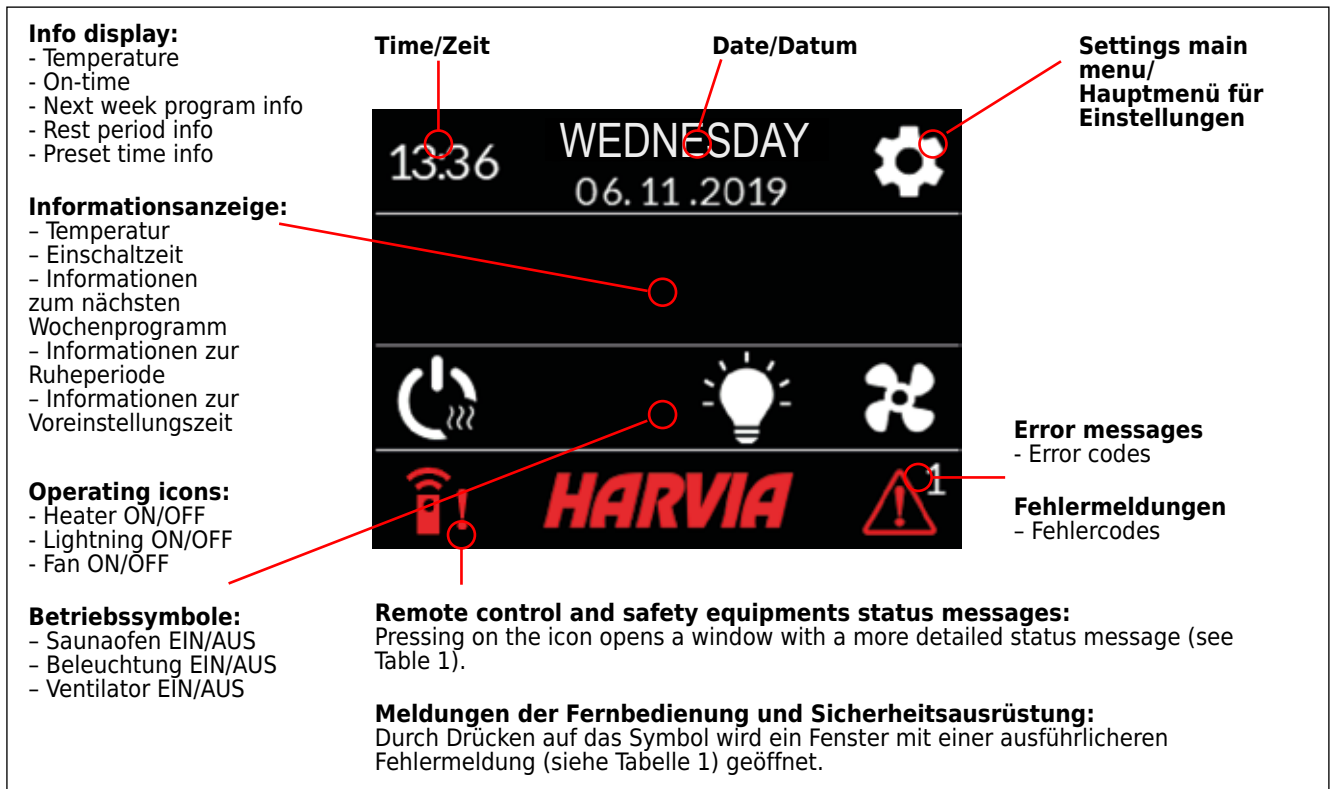 Info display:
- Temperature
- On-time
- Next week program info
- Rest period info
- Preset time info
Informationsanzeige:
– Temperatur
– Einschaltzeit
– Informationen
zum nächsten
Wochenprogramm
– Informationen zur
Ruheperiode
– Informationen zur
Voreinstellungszeit
Operating icons:
- Heater ON/OFF
- Lightning ON/OFF
- Fan ON/OFF
Betriebssymbole:
– Saunaofen EIN/AUS
– Beleuchtung EIN/AUS
– Ventilator EIN/AUS
Time/Zeit
Date/Datum
Settings main
menu/
Hauptmenü für
Einstellungen
13:36
WEDNESDAY
06.11.2019
HARVIA
1
Error messages
- Error codes
Fehlermeldungen
– Fehlercodes
Remote control and safety equipments status messages:
Pressing on the icon opens a window with a more detailed status message (see
Table 1).
Meldungen der Fernbedienung und Sicherheitsausrüstung:
Durch Drücken auf das Symbol wird ein Fenster mit einer ausführlicheren
Fehlermeldung (siehe Tabelle 1) geöffnet.